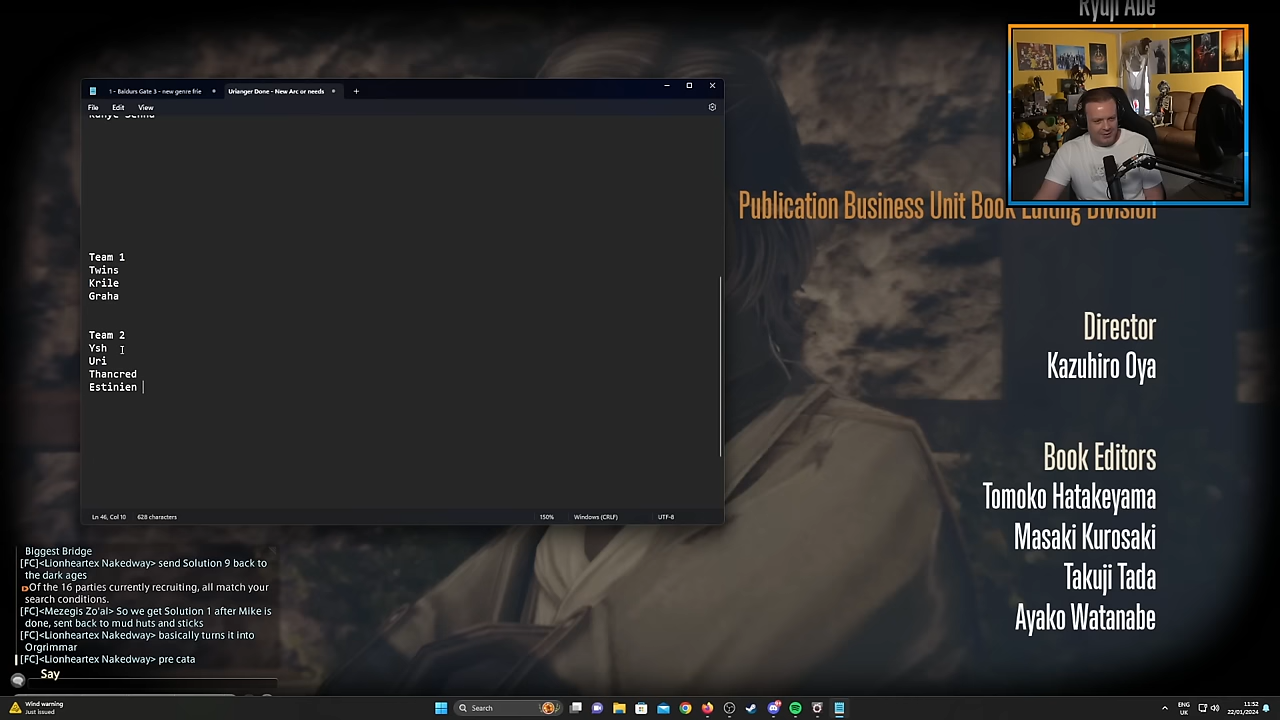 Ryuji Abe
1 - Baldurs Gate 3 - new genre frie
Urianger Done - New Arc or needs
File Edit View
Publication Business Unit Book Editing Division
Team 1
Twins
Krile
Graha
Team 2
Ysh
Uri
Thancred
Estinien
Director
Kazuhiro Oya
Book Editors
Tomoko Hatakeyama
Masaki Kurosaki
Takuji Tada
Ayako Watanabe
Ln 46, Col 10 628 characters 150% Windows (CRLF) UTF-8
Biggest Bridge
[FC]<Lionheartex Nakedway> send Solution 9 back to
the dark ages
Of the 16 parties currently recruiting, all match your
search conditions.
[FC]<Mezegis Zo'al> So we get Solution 1 after Mike is
done, sent back to mud huts and sticks
[FC]<Lionheartex Nakedway> basically turns it into
Orgrimmar
[FC]<Lionheartex Nakedway> pre cata
Say
Wind warning
Just issued
Search
ENG
UK
11:52
22/01/2024